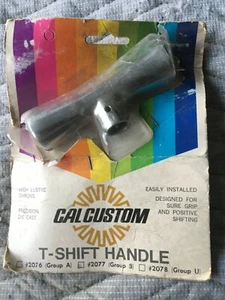 HIGH LUSTRE
CHROME
PRECISION
DIE CAST
EASILY INSTALLED
DESIGNED FOR
SURE GRIP
AND POSITIVE
SHIFTING
CALCUSTOM
T-SHIFT HANDLE
#2076 (Group A) #2077 (Group B) #2078 (Group U)